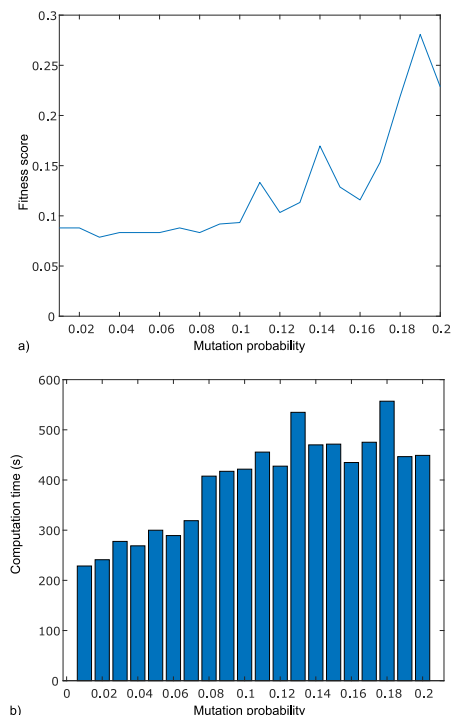 0.3
0.25
0.2
0.15
0.1
0.05
0
Fitness score
0.02 0.04 0.06 0.08 0.1 0.12 0.14 0.16 0.18 0.2
Mutation probability
a)
600
500
400
300
200
100
0
Computation time (s)
0 0.02 0.04 0.06 0.08 0.1 0.12 0.14 0.16 0.18 0.2
Mutation probability
b)